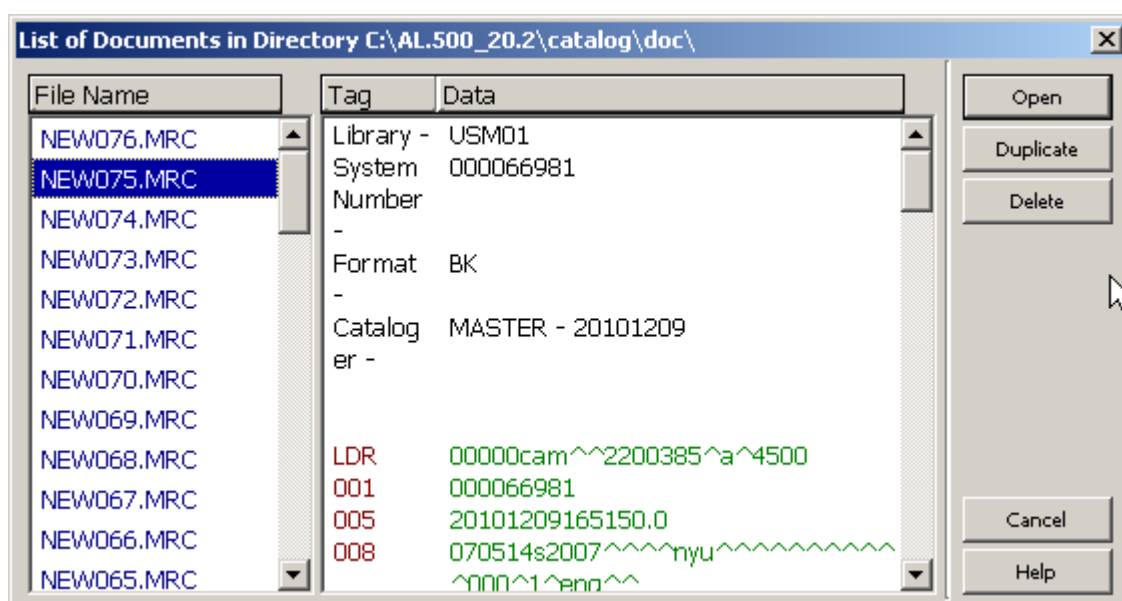 List of Documents in Directory C:\AL.500_20.2\catalog\doc\
File Name
NEW076.MRC
NEW075.MRC
NEW074.MRC
NEW073.MRC
NEW072.MRC
NEW071.MRC
NEW070.MRC
NEW069.MRC
NEW068.MRC
NEW067.MRC
NEW066.MRC
NEW065.MRC
Tag Data
Library - USM01
System 000066981
Number
-
Format BK
-
Catalog MASTER - 20101209
er -
LDR 00000cam^^2200385^a^4500
001 000066981
005 20101209165150.0
008 070514s2007^^^^nyu^^^^^^^^^^
^000^1^eng^^
Open
Duplicate
Delete
Cancel
Help